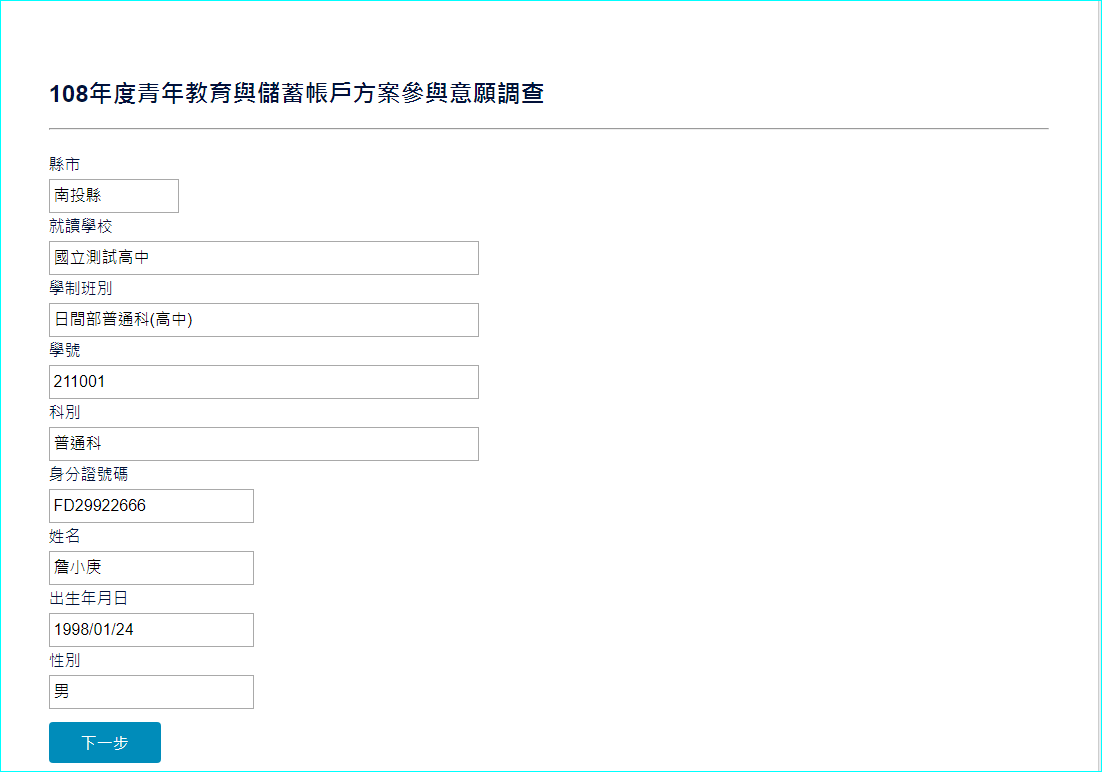 108年度青年教育與儲蓄帳戶方案參與意願調查
縣市
南投縣
就讀學校
國立測試高中
學制班別
日間部普通科(高中)
學號
211001
科別
普通科
身分證號碼
FD29922666
姓名
詹小庚
出生年月日
1998/01/24
性別
男
下一步